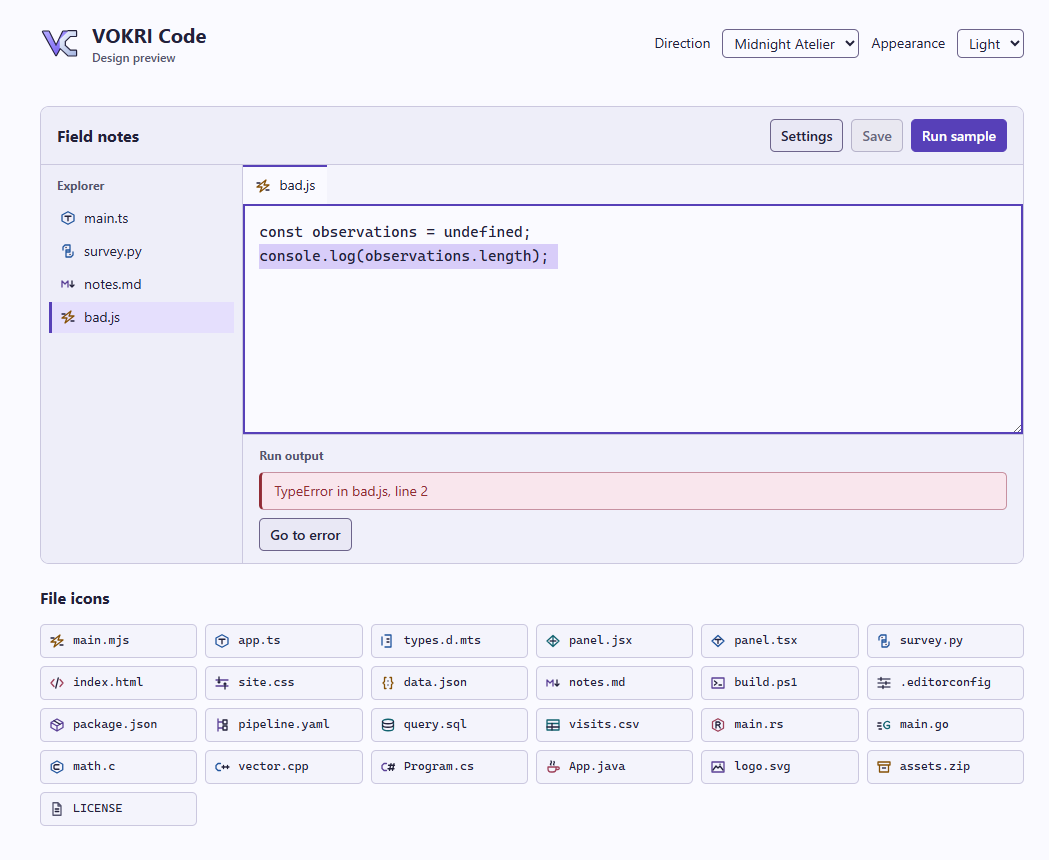 VOKRI Code
Design preview
Direction
Midnight Atelier
Appearance
Light
Field notes
Settings
Save
Run sample
Explorer
main.ts
survey.py
notes.md
bad.js
bad.js
const observations = undefined;
console.log(observations.length);
Run output
TypeError in bad.js, line 2
Go to error
File icons
main.mjs
app.ts
types.d.mts
panel.jsx
panel.tsx
survey.py
index.html
site.css
data.json
notes.md
build.ps1
.editorconfig
package.json
pipeline.yaml
query.sql
visits.csv
main.rs
main.go
math.c
vector.cpp
Program.cs
App.java
logo.svg
assets.zip
LICENSE